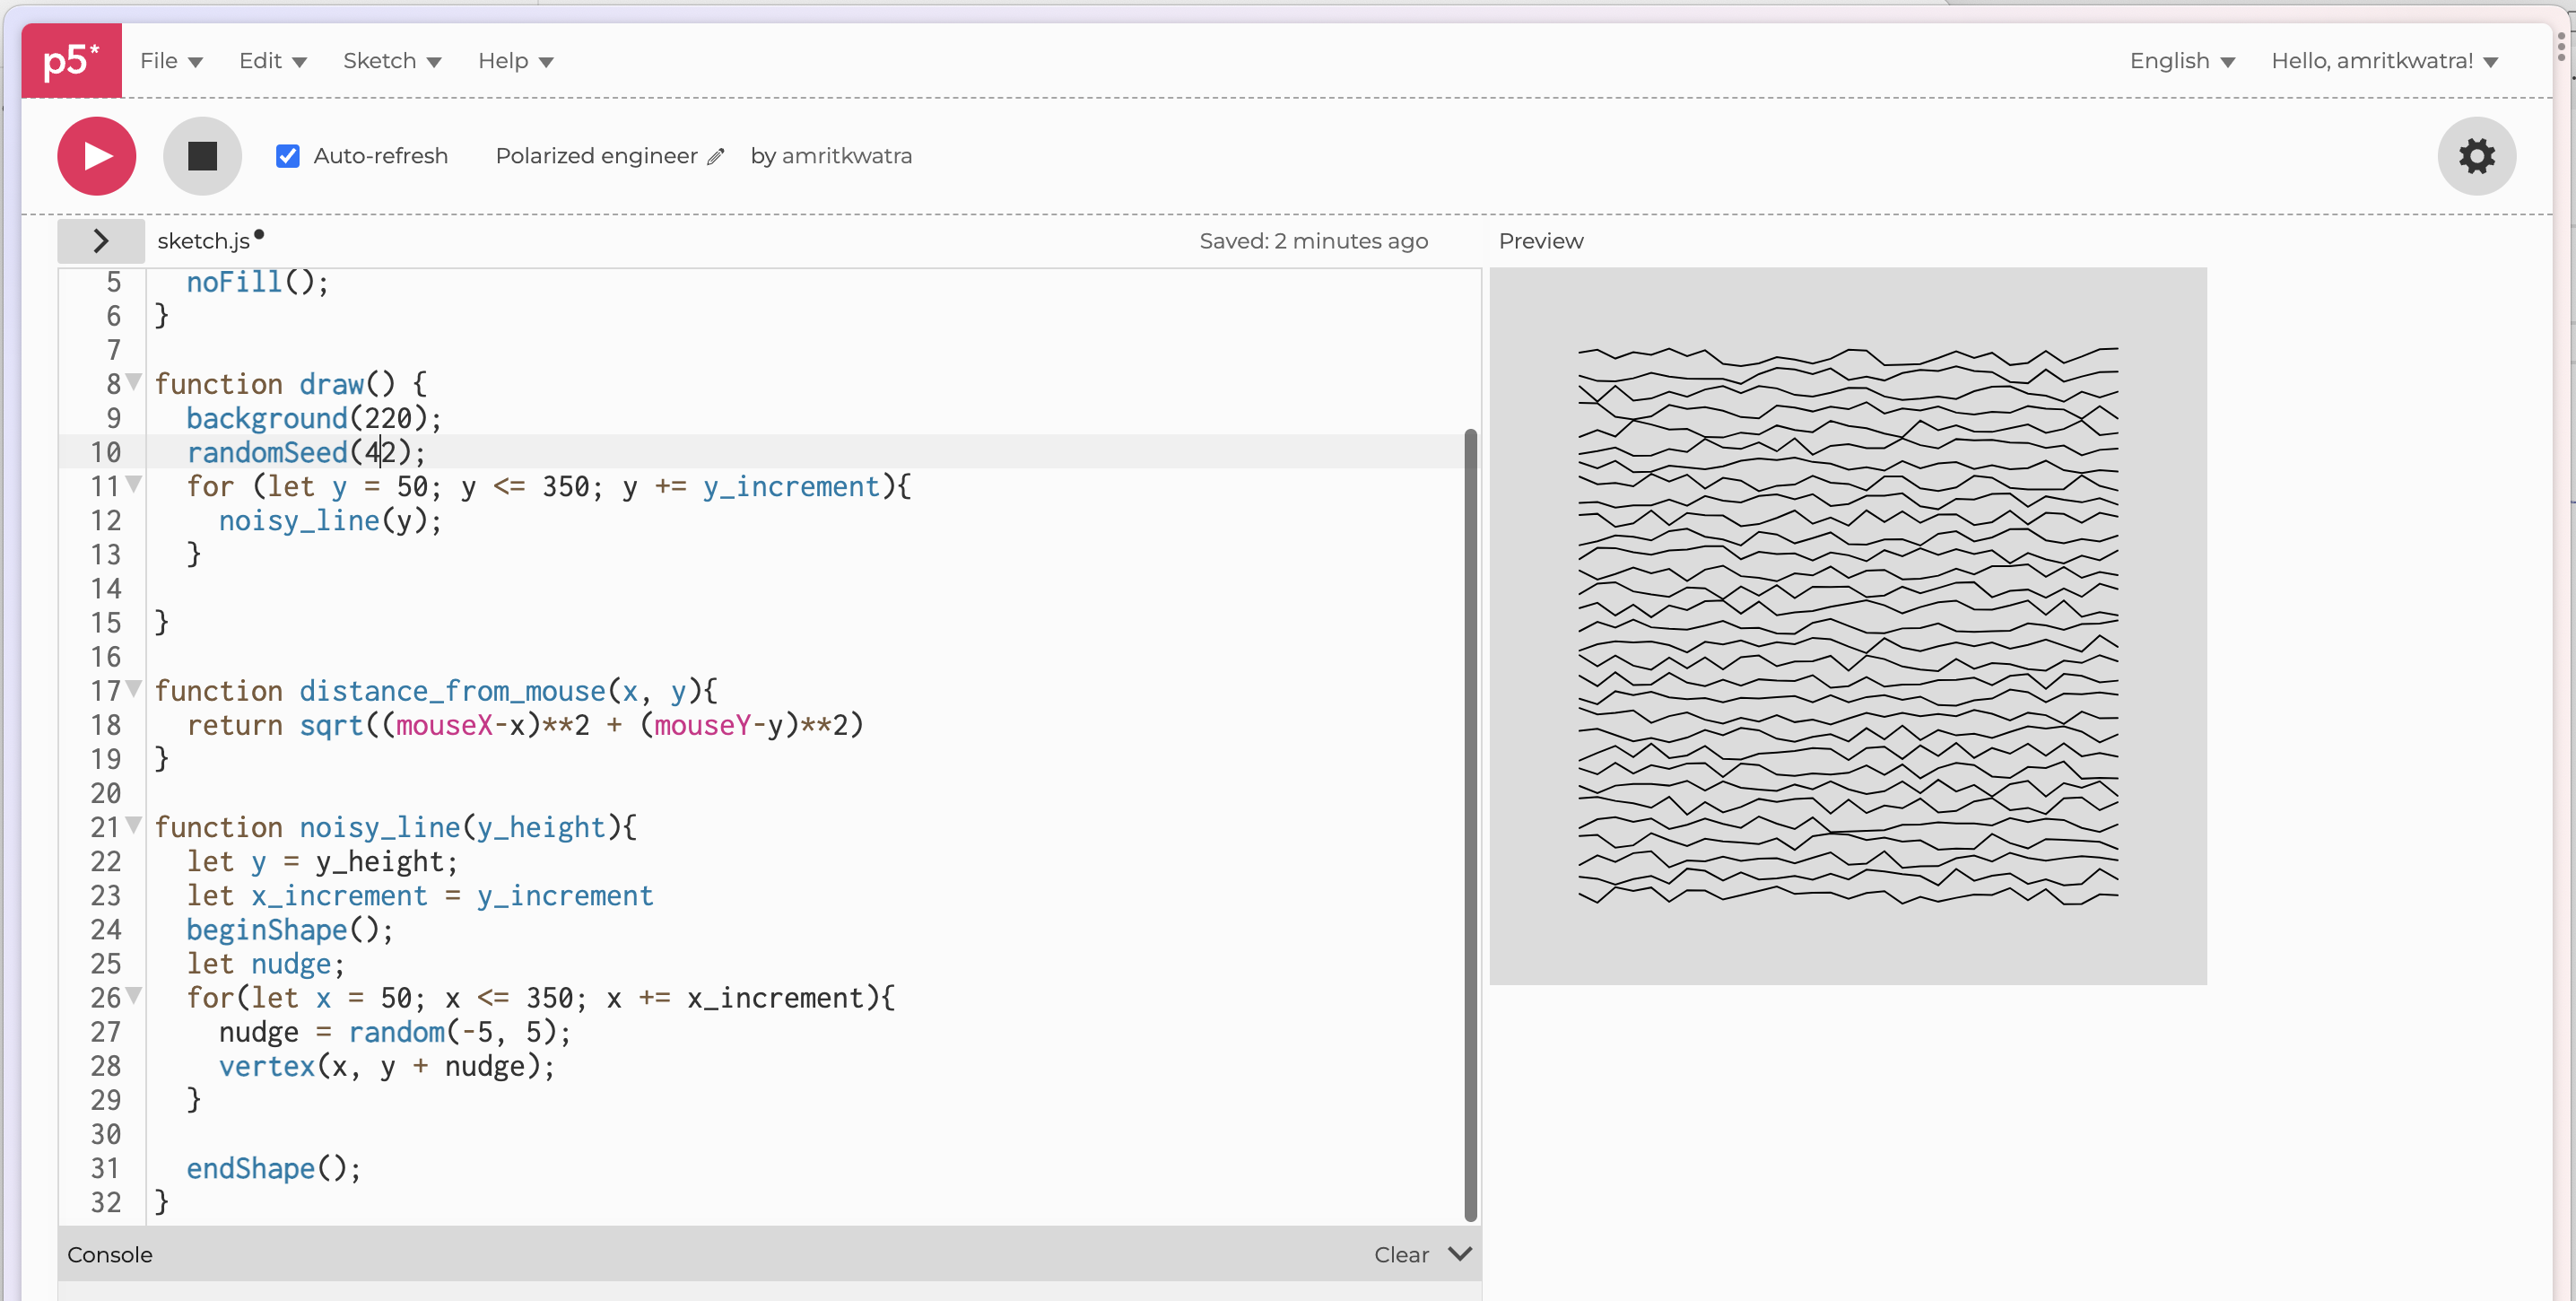 p5* File Edit Sketch Help English Hello, amritkwatra!
Auto-refresh Polarized engineer by amritkwatra
sketch.js Saved: 2 minutes ago Preview
5 noFill();
6 }
7
8 function draw() {
9 background(220);
10 randomSeed(42);
11 for (let y = 50; y <= 350; y += y_increment){
12 noisy_line(y);
13 }
14
15 }
16
17 function distance_from_mouse(x, y){
18 return sqrt((mouseX-x)**2 + (mouseY-y)**2)
19 }
20
21 function noisy_line(y_height){
22 let y = y_height;
23 let x_increment = y_increment
24 beginShape();
25 let nudge;
26 for(let x = 50; x <= 350; x += x_increment){
27 nudge = random(-5, 5);
28 vertex(x, y + nudge);
29 }
30
31 endShape();
32 }
Console Clear